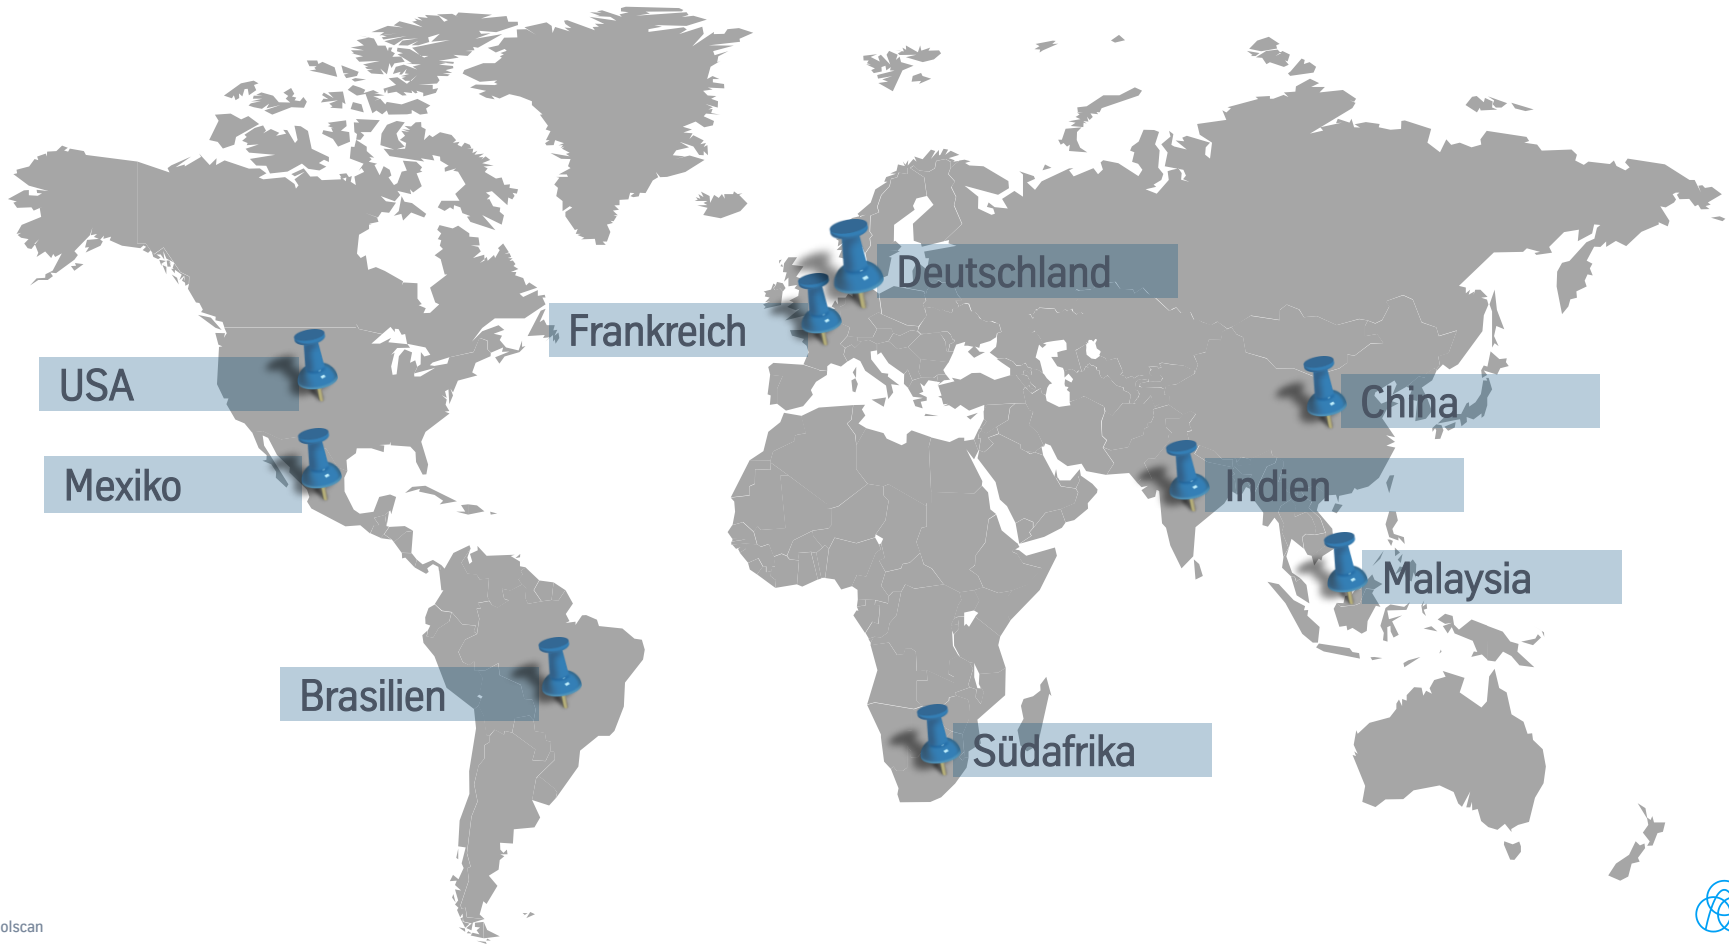 Deutschland
Frankreich
USA
China
Mexiko
Indien
Malaysia
Brasilien
Südafrika
olscan